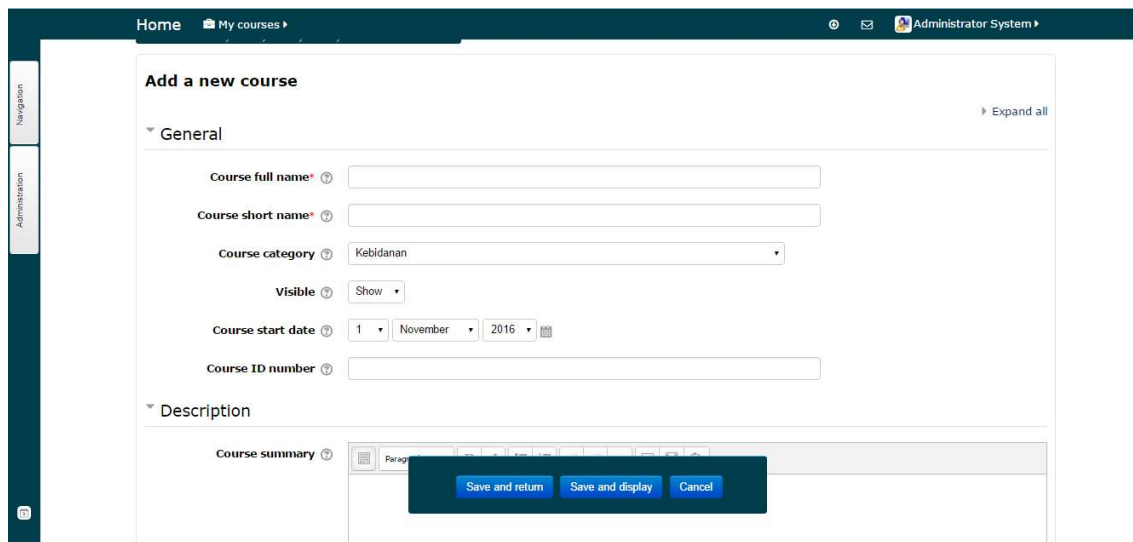 Home My courses Administrator System
Navigation
Administration
Add a new course
Expand all
General
Course full name*
Course short name*
Course category Kebidanan
Visible Show
Course start date 1 November 2016
Course ID number
Description
Course summary
Save and return Save and display Cancel